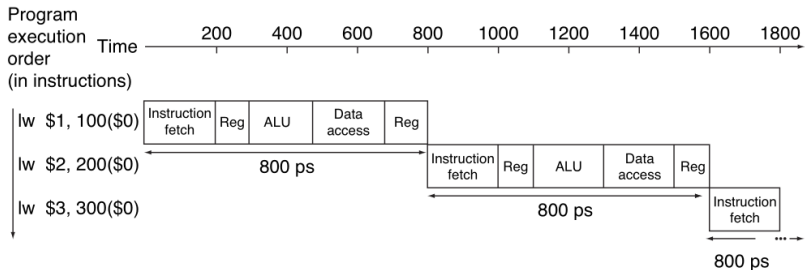 Program
execution
order
(in instructions)
Time
200 400 600 800 1000 1200 1400 1600 1800
lw $1, 100($0)
Instruction
fetch
Reg
ALU
Data
access
Reg
800 ps
lw $2, 200($0)
Instruction
fetch
Reg
ALU
Data
access
Reg
800 ps
lw $3, 300($0)
Instruction
fetch
...
800 ps